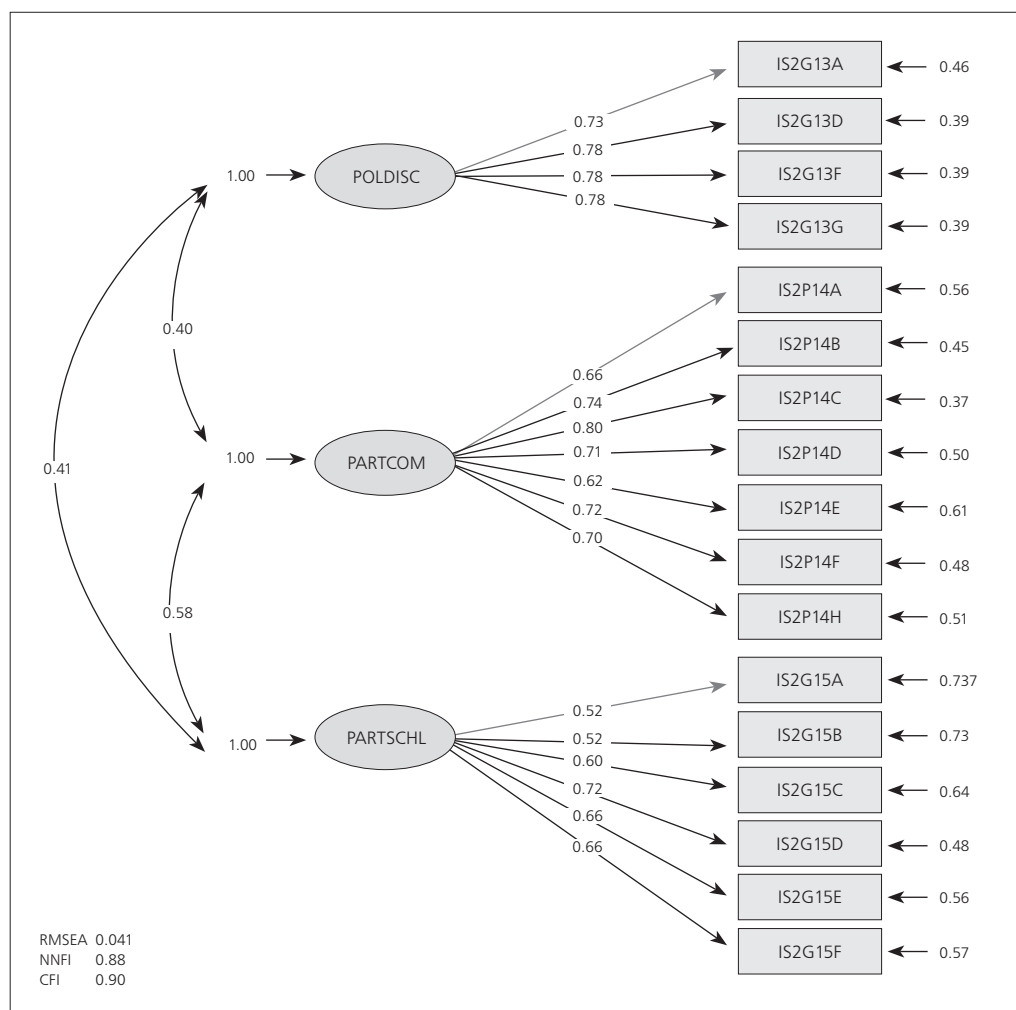 IS2G13A
0.46
0.73
IS2G13D
0.39
0.78
1.00
POLDISC
0.78
IS2G13F
0.39
0.78
IS2G13G
0.39
IS2P14A
0.56
0.40
IS2P14B
0.45
0.66
0.74
IS2P14C
0.37
0.80
0.71
IS2P14D
0.50
0.41
1.00
PARTCOM
0.62
0.72
IS2P14E
0.61
0.70
IS2P14F
0.48
0.58
IS2P14H
0.51
IS2G15A
0.737
0.52
1.00
PARTSCHL
0.52
IS2G15B
0.73
0.60
0.72
IS2G15C
0.64
0.66
0.66
IS2G15D
0.48
IS2G15E
0.56
RMSEA 0.041
NNFI 0.88
CFI 0.90
IS2G15F
0.57